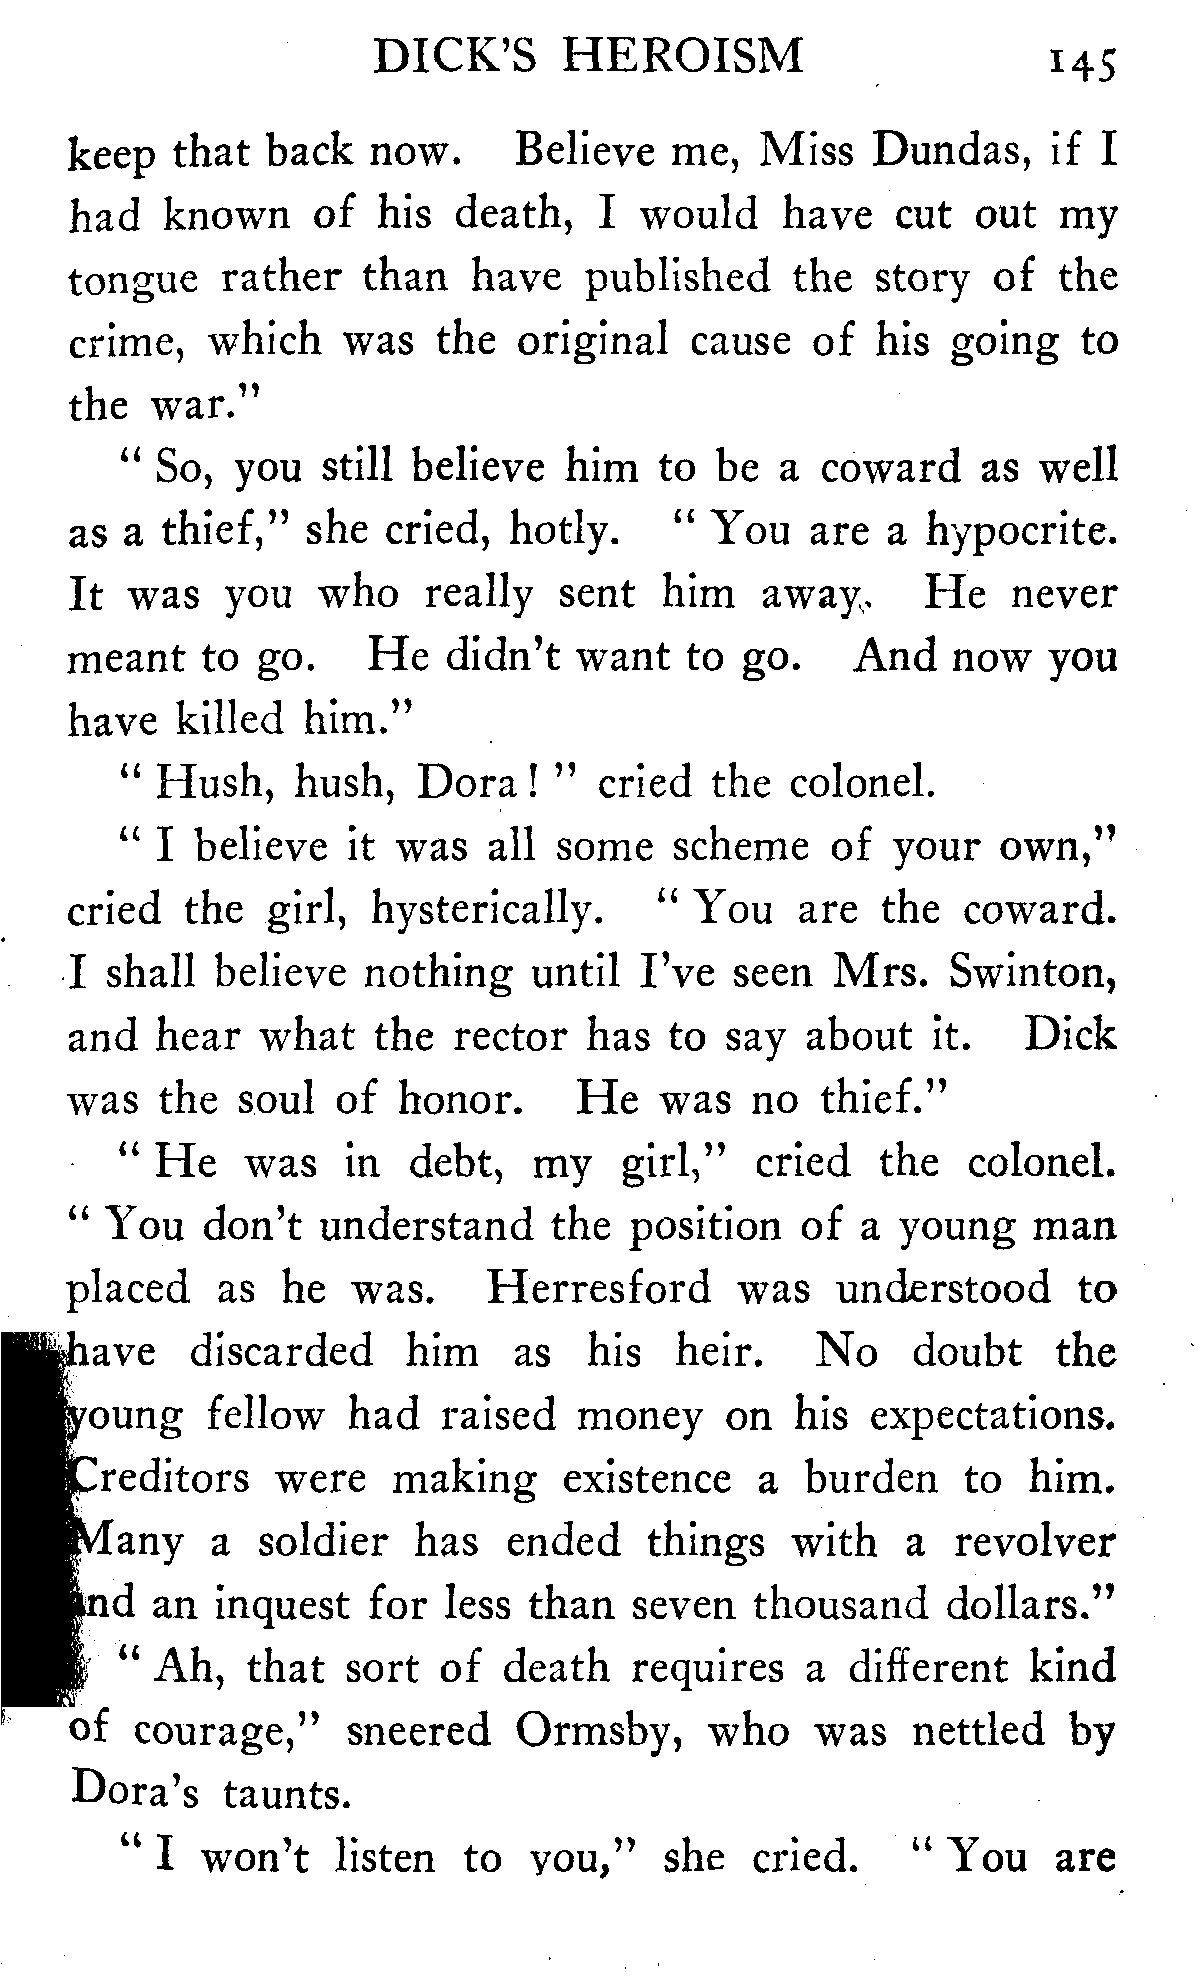 DICK'S HEROISM 145
keep that back now. Believe me, Miss Dundas, if I
had known of his death, I would have cut out my
tongue rather than have published the story of the
crime, which was the original cause of his going to
the war."
" So, you still believe him to be a coward as well
as a thief," she cried, hotly. " You are a hypocrite.
It was you who really sent him away. He never
meant to go. He didn't want to go. And now you
have killed him."
" Hush, hush, Dora ! " cried the colonel.
" I believe it was all some scheme of your own,"
cried the girl, hysterically. " You are the coward.
I shall believe nothing until I've seen Mrs. Swinton,
and hear what the rector has to say about it. Dick
was the soul of honor. He was no thief."
" He was in debt, my girl," cried the colonel.
" You don't understand the position of a young man
placed as he was. Herresford was understood to
have discarded him as his heir. No doubt the
young fellow had raised money on his expectations.
Creditors were making existence a burden to him.
Many a soldier has ended things with a revolver
and an inquest for less than seven thousand dollars."
" Ah, that sort of death requires a different kind
of courage," sneered Ormsby, who was nettled by
Dora's taunts.
" I won't listen to you," she cried. " You are